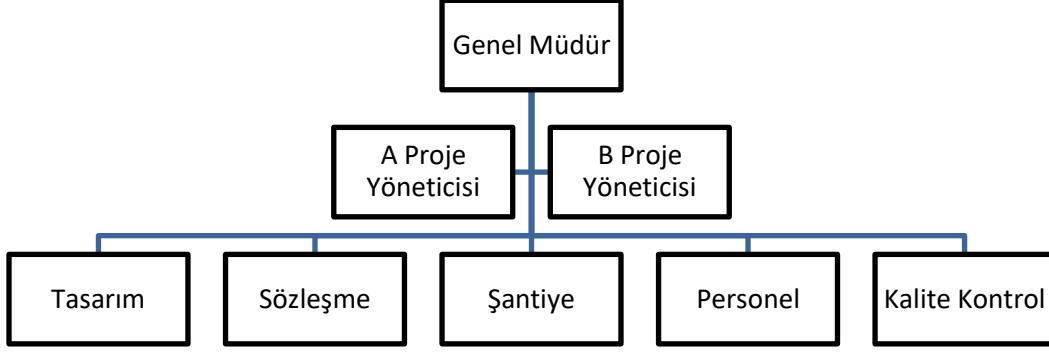 Genel Müdür
A Proje
Yöneticisi
B Proje
Yöneticisi
Tasarım
Sözleşme
Şantiye
Personel
Kalite Kontrol